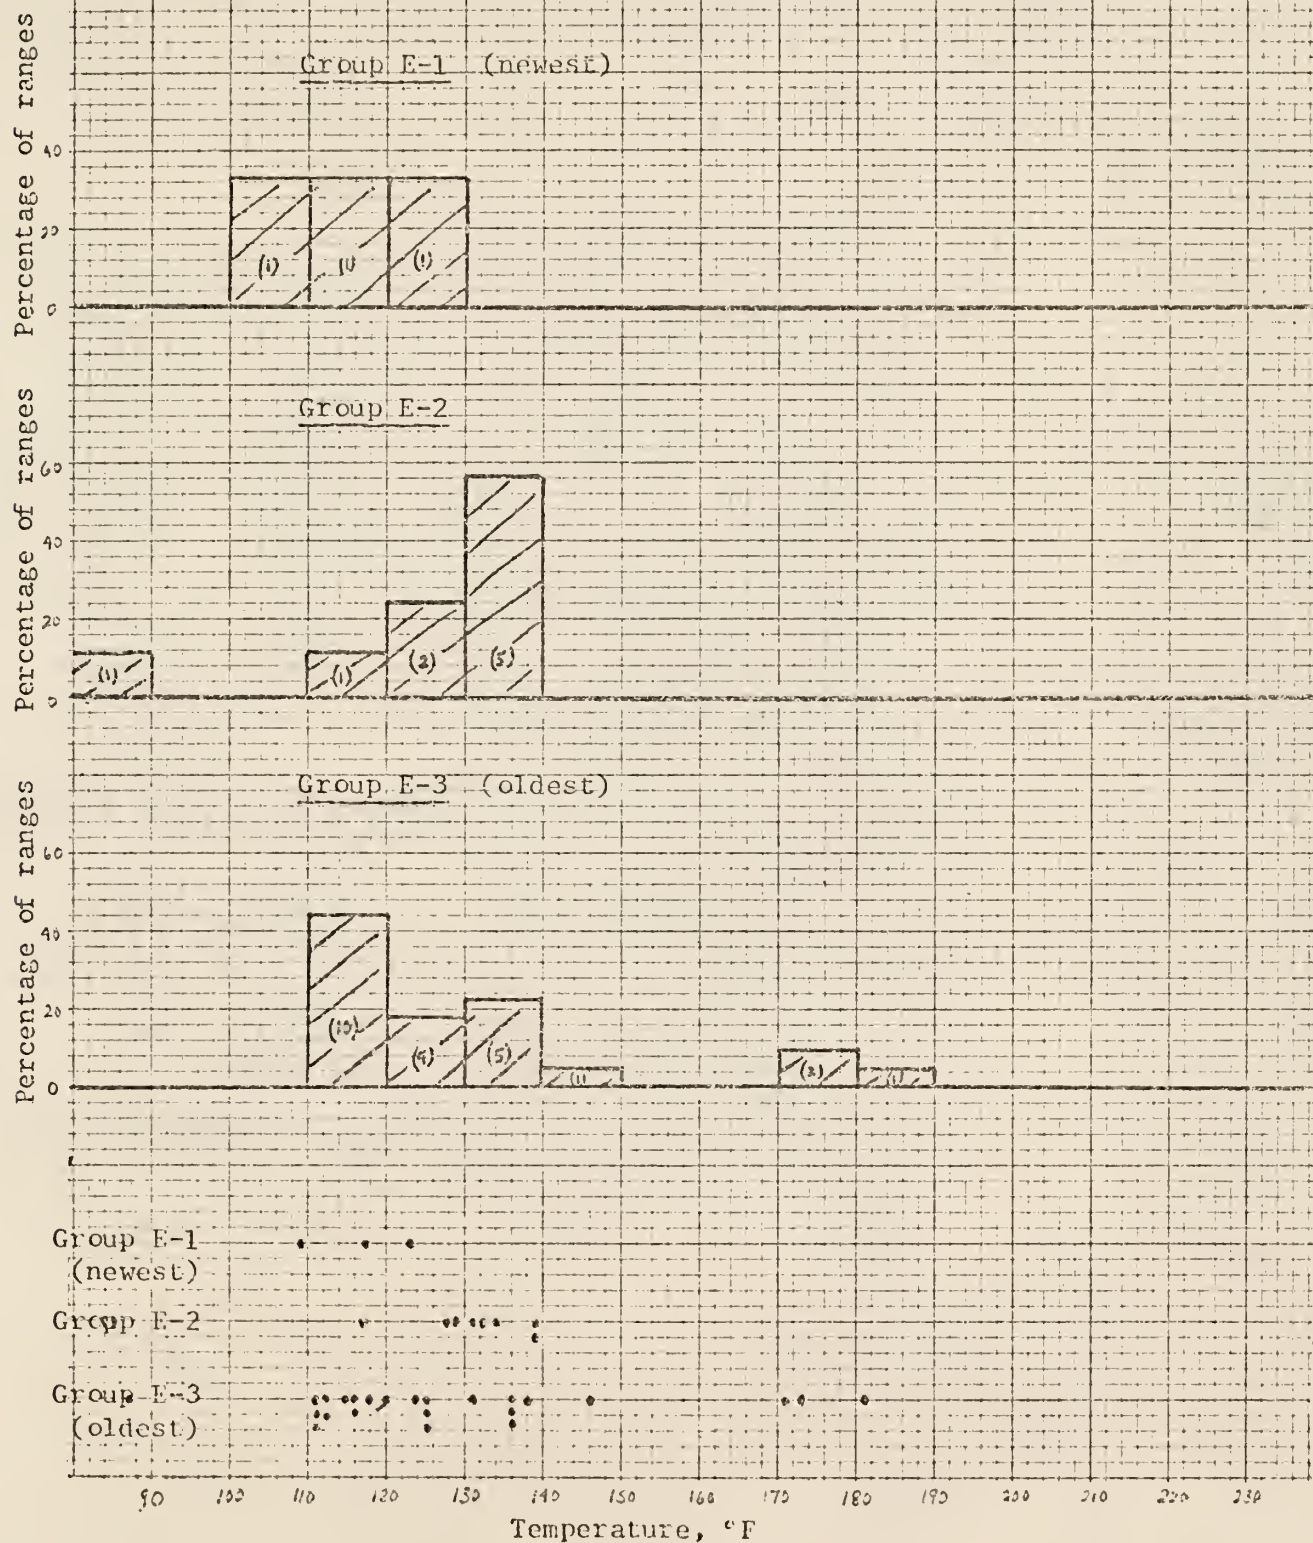 Group E-1 (newest)
Percentage of ranges
40
20
(1) (1) (1)
0
Group E-2
Percentage of ranges
60
40
20
(1) (1) (2) (5)
0
Group E-3 (oldest)
Percentage of ranges
60
40
20
(10) (4) (5) (1) (2) (1)
0
Group E-1
(newest)
Group E-2
Group E-3
(oldest)
90 100 110 120 130 140 150 160 170 180 190 200 210 220 230
Temperature, °F